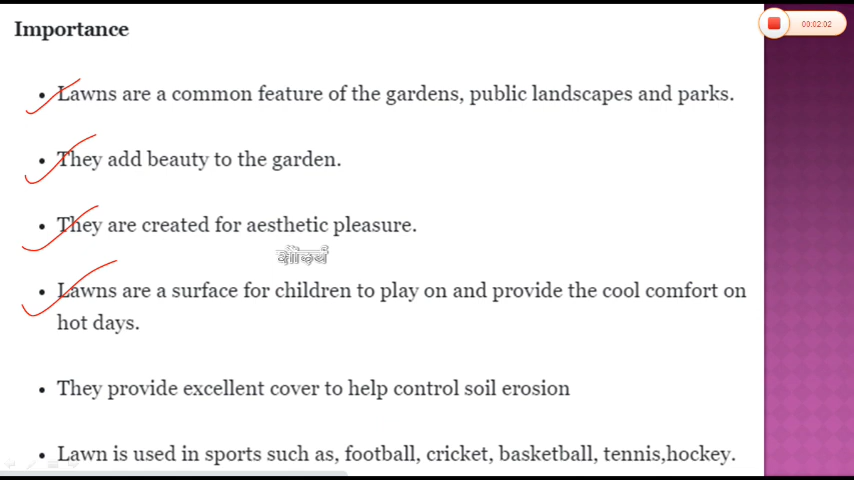 Importance
00:02:02
• Lawns are a common feature of the gardens, public landscapes and parks.
• They add beauty to the garden.
• They are created for aesthetic pleasure.
• Lawns are a surface for children to play on and provide the cool comfort on
hot days.
• They provide excellent cover to help control soil erosion
• Lawn is used in sports such as, football, cricket, basketball, tennis,hockey.